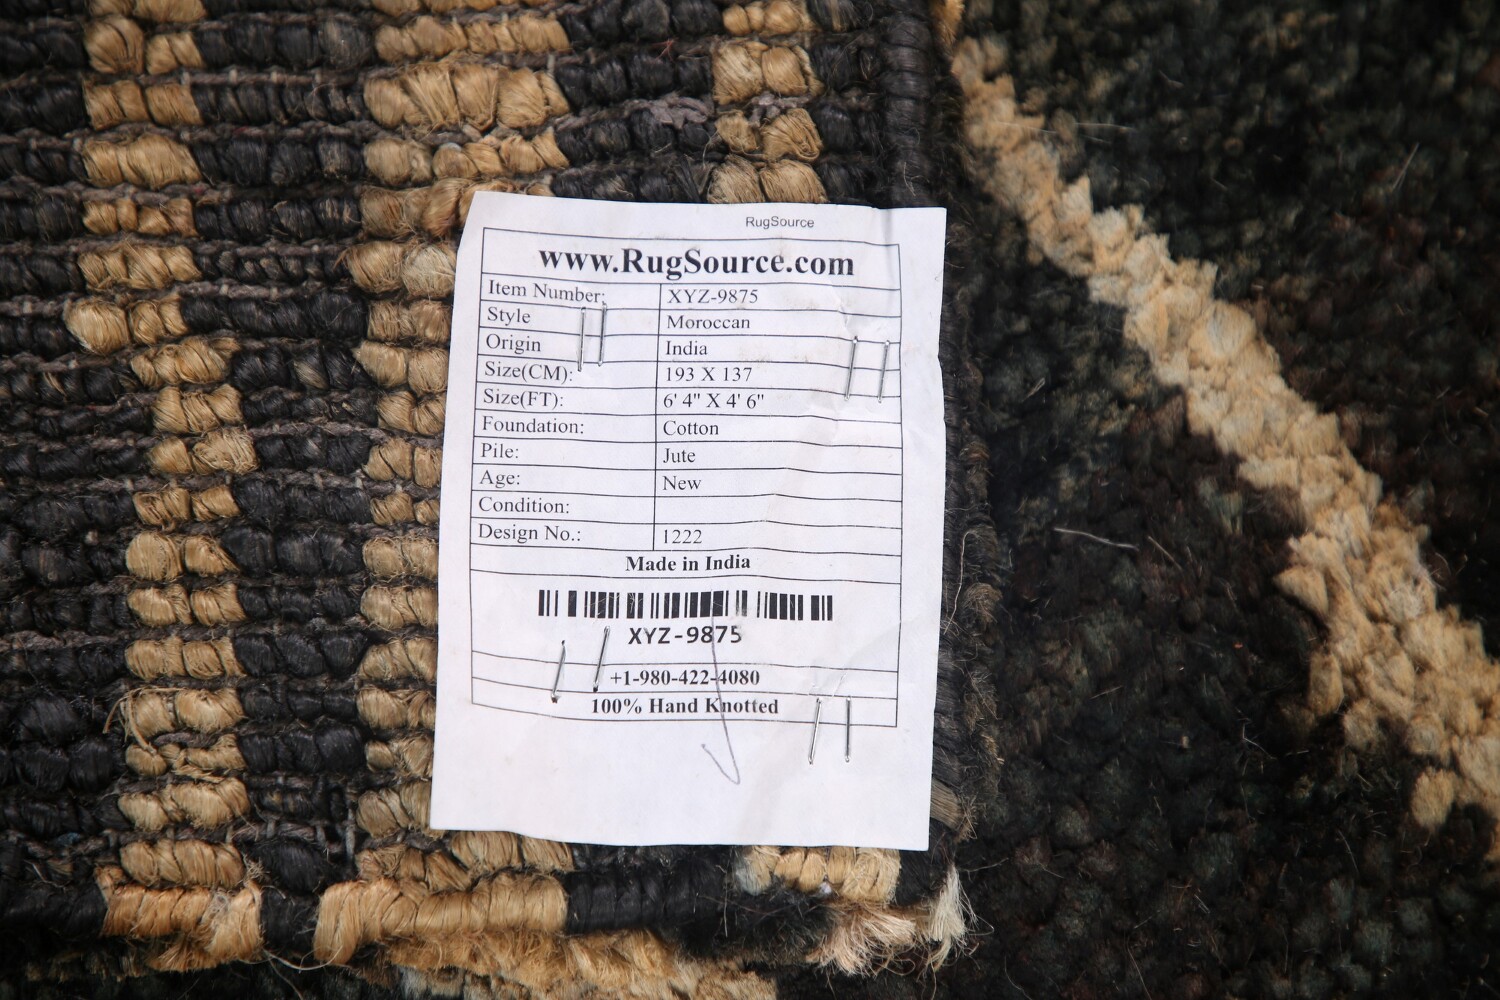 RugSource
www.RugSource.com
Item Number: XYZ-9875
Style Moroccan
Origin India
Size(CM): 193 X 137
Size(FT): 6' 4" X 4' 6"
Foundation: Cotton
Pile: Jute
Age: New
Condition:
Design No.: 1222
Made in India
XYZ-9875
+1-980-422-4080
100% Hand Knotted